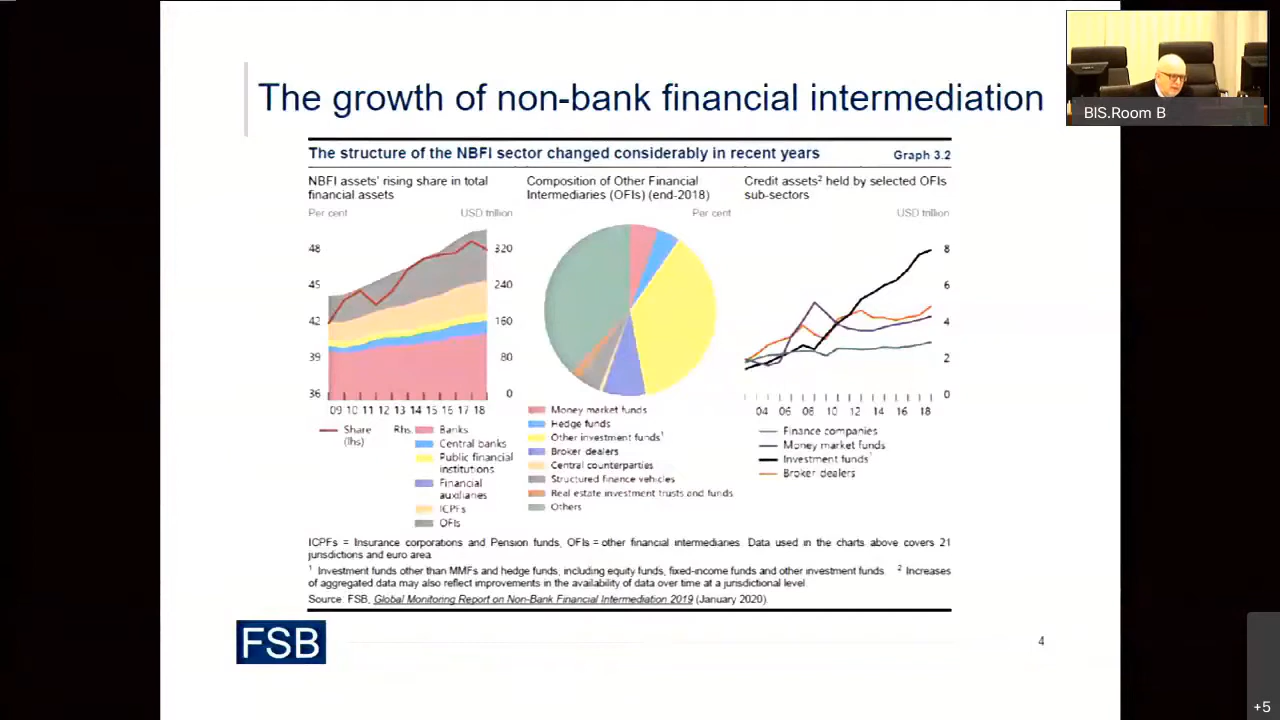 The growth of non-bank financial intermediation
BIS.Room B
The structure of the NBFI sector changed considerably in recent years
Graph 3.2
NBFI assets' rising share in total
financial assets
Per cent
USD trillion
48
45
42
39
36
320
240
160
80
0
09 10 11 12 13 14 15 16 17 18
Share
(lhs)
Rhs.
Banks
Central banks
Public financial
institutions
Financial
auxiliaries
ICPFs
OFIs
Composition of Other Financial
Intermediaries (OFIs) (end-2018)
Per cent
Money market funds
Hedge funds
Other investment funds¹
Broker dealers
Central counterparties
Structured finance vehicles
Real estate investment trusts and funds
Others
Credit assets² held by selected OFIs
sub-sectors
USD trillion
8
6
4
2
0
04 06 08 10 12 14 16 18
Finance companies
Money market funds
Investment funds¹
Broker dealers
ICPFs = Insurance corporations and Pension funds, OFIs = other financial intermediaries. Data used in the charts above covers 21
jurisdictions and euro area.
¹ Investment funds other than MMFs and hedge funds, including equity funds, fixed-income funds and other investment funds. ² Increases
of aggregated data may also reflect improvements in the availability of data over time at a jurisdictional level.
Source: FSB, Global Monitoring Report on Non-Bank Financial Intermediation 2019 (January 2020).
FSB
4
+5